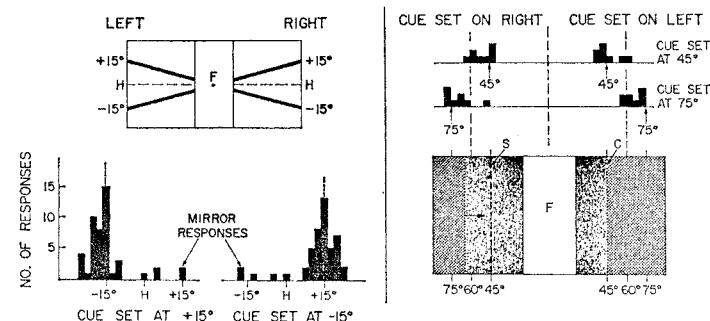 LEFT RIGHT
+15° +15°
H F H
-15° -15°
NO. OF RESPONSES
15
10
5
MIRROR
RESPONSES
-15° H +15° -15° H +15°
CUE SET AT +15° CUE SET AT -15°
CUE SET ON RIGHT CUE SET ON LEFT
CUE SET
AT 45°
45° 45°
CUE SET
AT 75°
75° 75°
S C
F
75° 60° 45° 45° 60° 75°